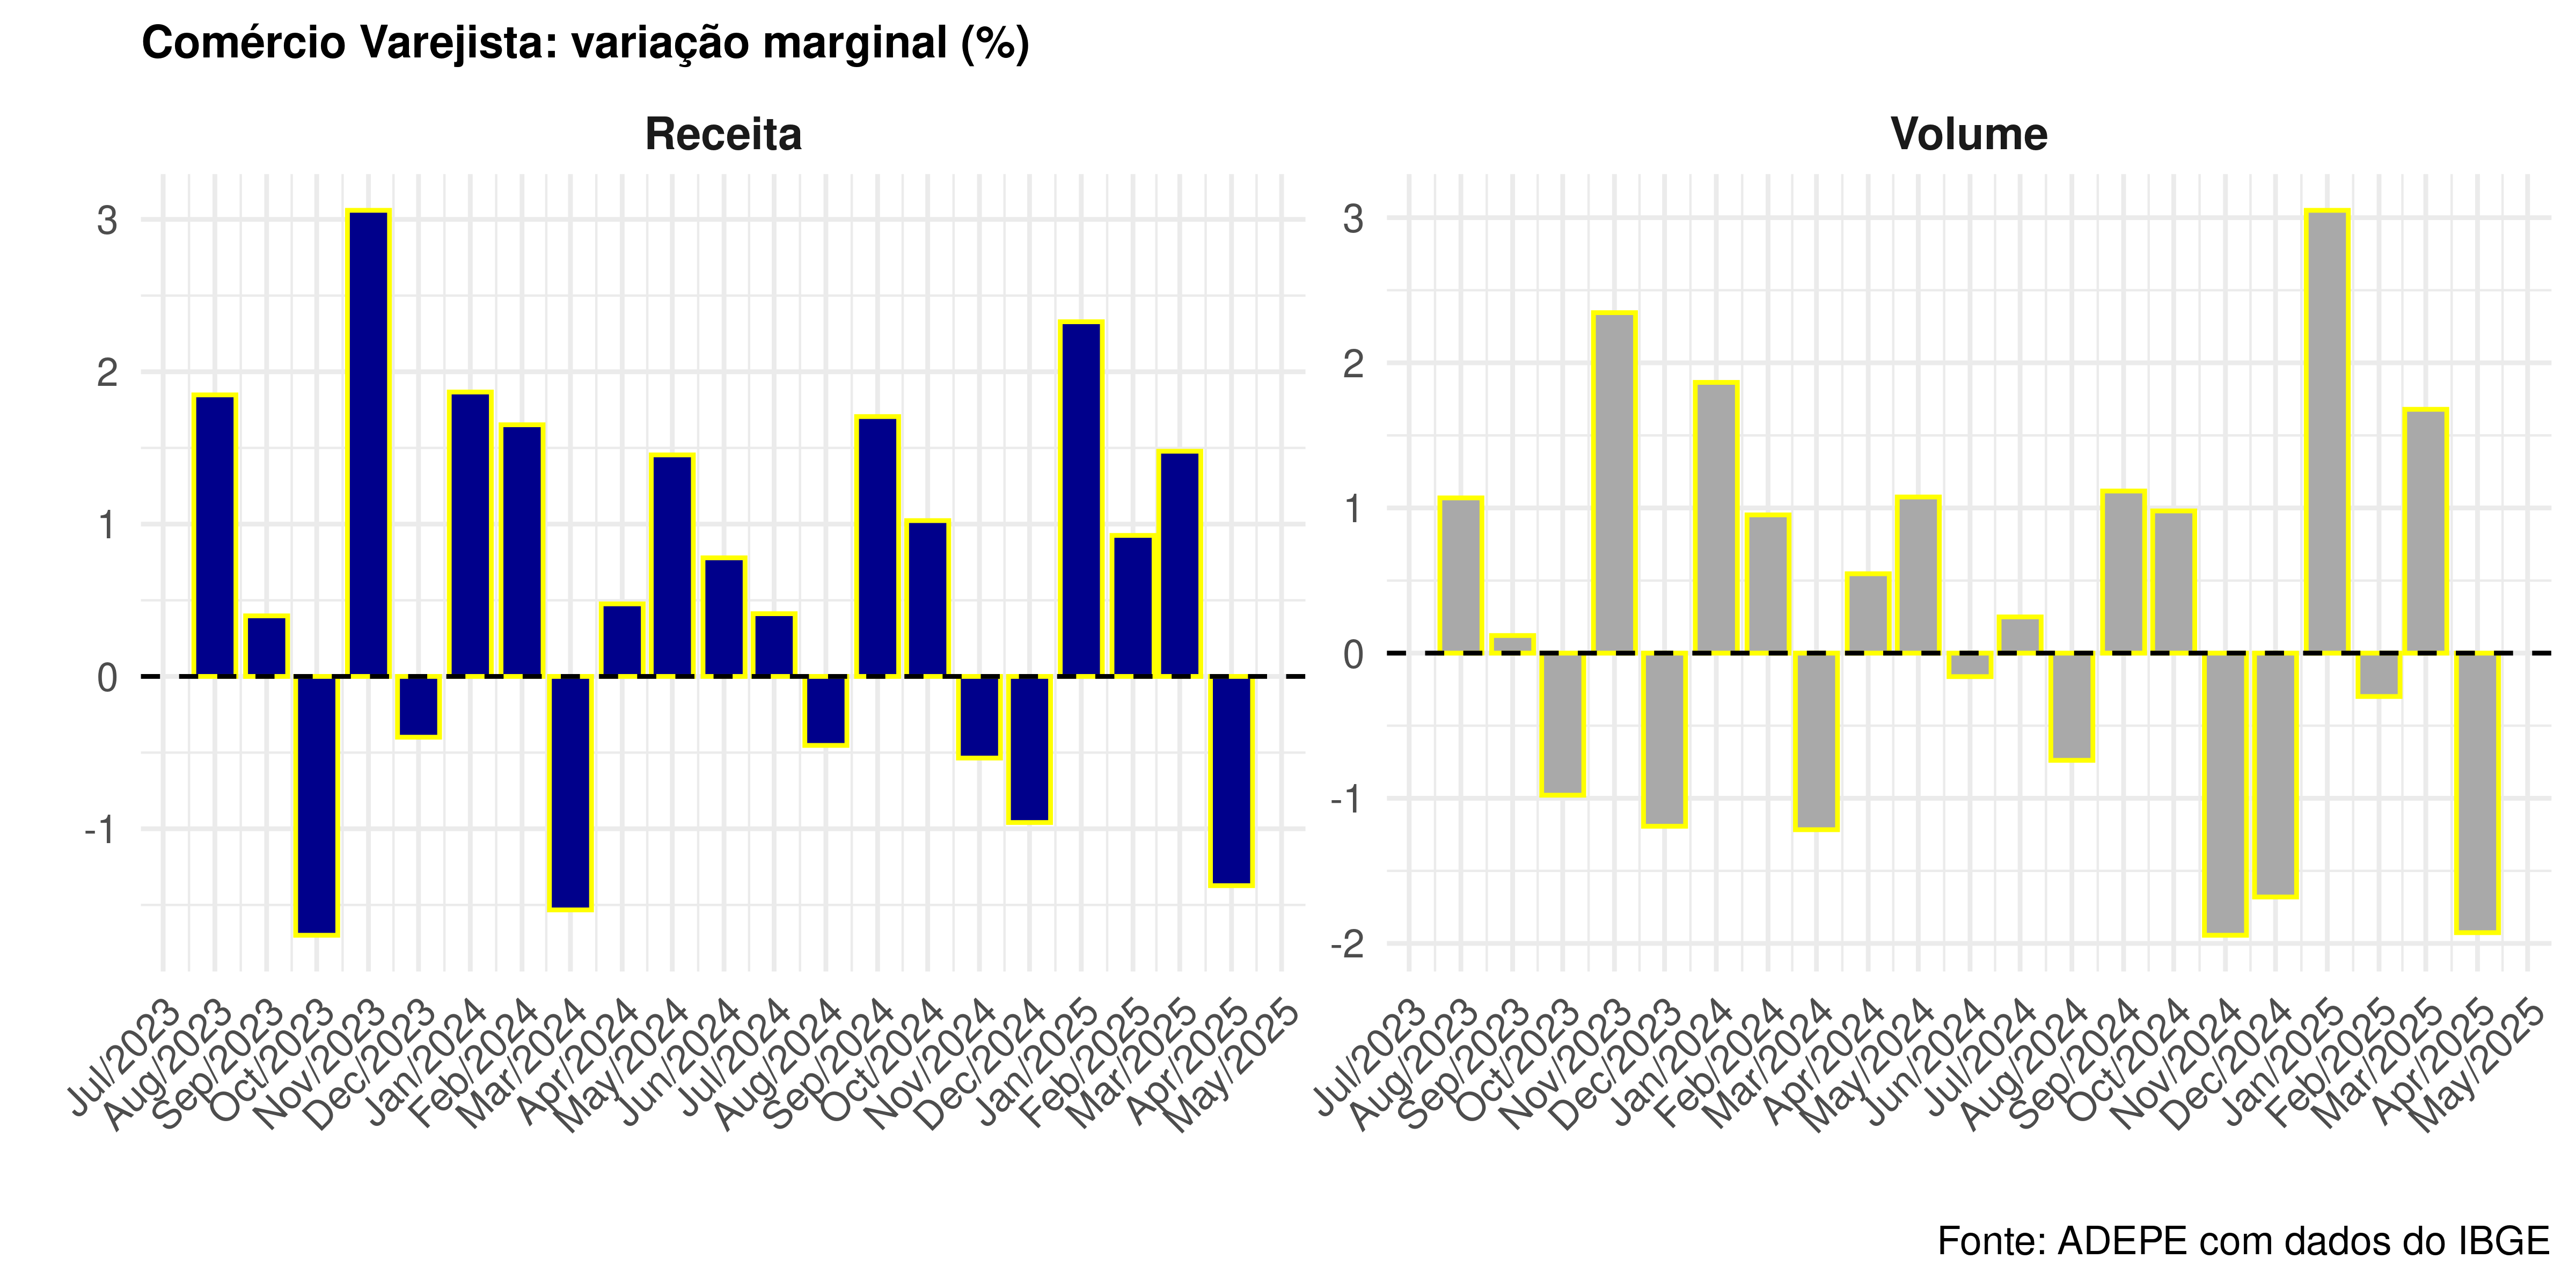 Comércio Varejista: variação marginal (%)
Receita
Volume
3
2
1
0
-1
3
2
1
0
-1
-2
Jul/2023
Aug/2023
Sep/2023
Oct/2023
Nov/2023
Dec/2023
Jan/2024
Feb/2024
Mar/2024
Apr/2024
May/2024
Jun/2024
Jul/2024
Aug/2024
Sep/2024
Oct/2024
Nov/2024
Dec/2024
Jan/2025
Feb/2025
Mar/2025
Apr/2025
May/2025
Jul/2023
Aug/2023
Sep/2023
Oct/2023
Nov/2023
Dec/2023
Jan/2024
Feb/2024
Mar/2024
Apr/2024
May/2024
Jun/2024
Jul/2024
Aug/2024
Sep/2024
Oct/2024
Nov/2024
Dec/2024
Jan/2025
Feb/2025
Mar/2025
Apr/2025
May/2025
Fonte: ADEPE com dados do IBGE